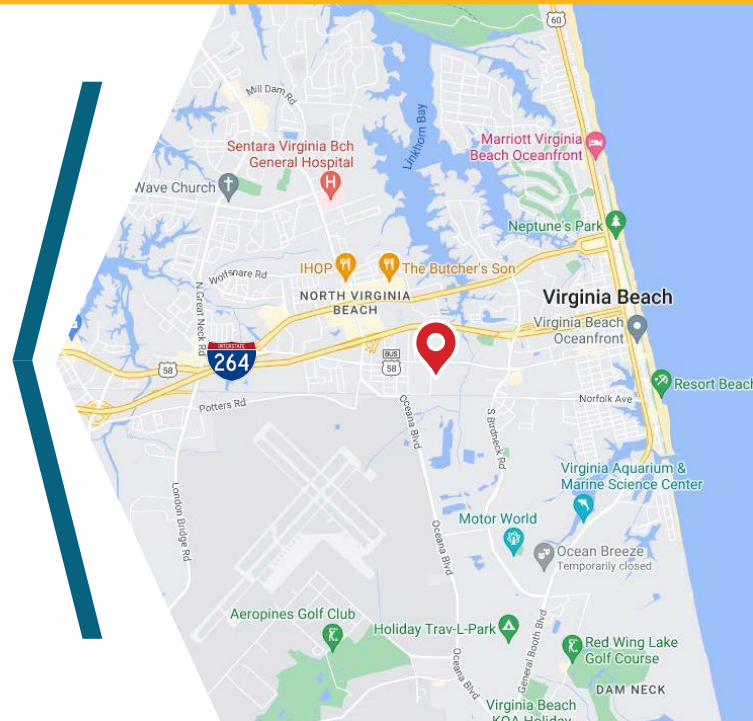 60
Mill Dam Rd
Linkhorn Bay
Marriott Virginia
Beach Oceanfront
Sentara Virginia Bch
General Hospital
H
Wave Church
Neptune's Park
Wolfsnare Rd
IHOP
The Butcher's Son
NORTH VIRGINIA
BEACH
Virginia Beach
N Great Neck Rd
Virginia Beach
Oceanfront
INTERSTATE
264
BUS
58
58
Resort Beach
Potters Rd
Norfolk Ave
Oceana Blvd
S Birdneck Rd
Virginia Aquarium &
Marine Science Center
London Bridge Rd
Motor World
Oceana Blvd
Ocean Breeze
Temporarily closed
Aeropines Golf Club
Holiday Trav-L-Park
General Booth Blvd
Red Wing Lake
Golf Course
Oceana Blvd
DAM NECK
Virginia Beach
KOA Holiday